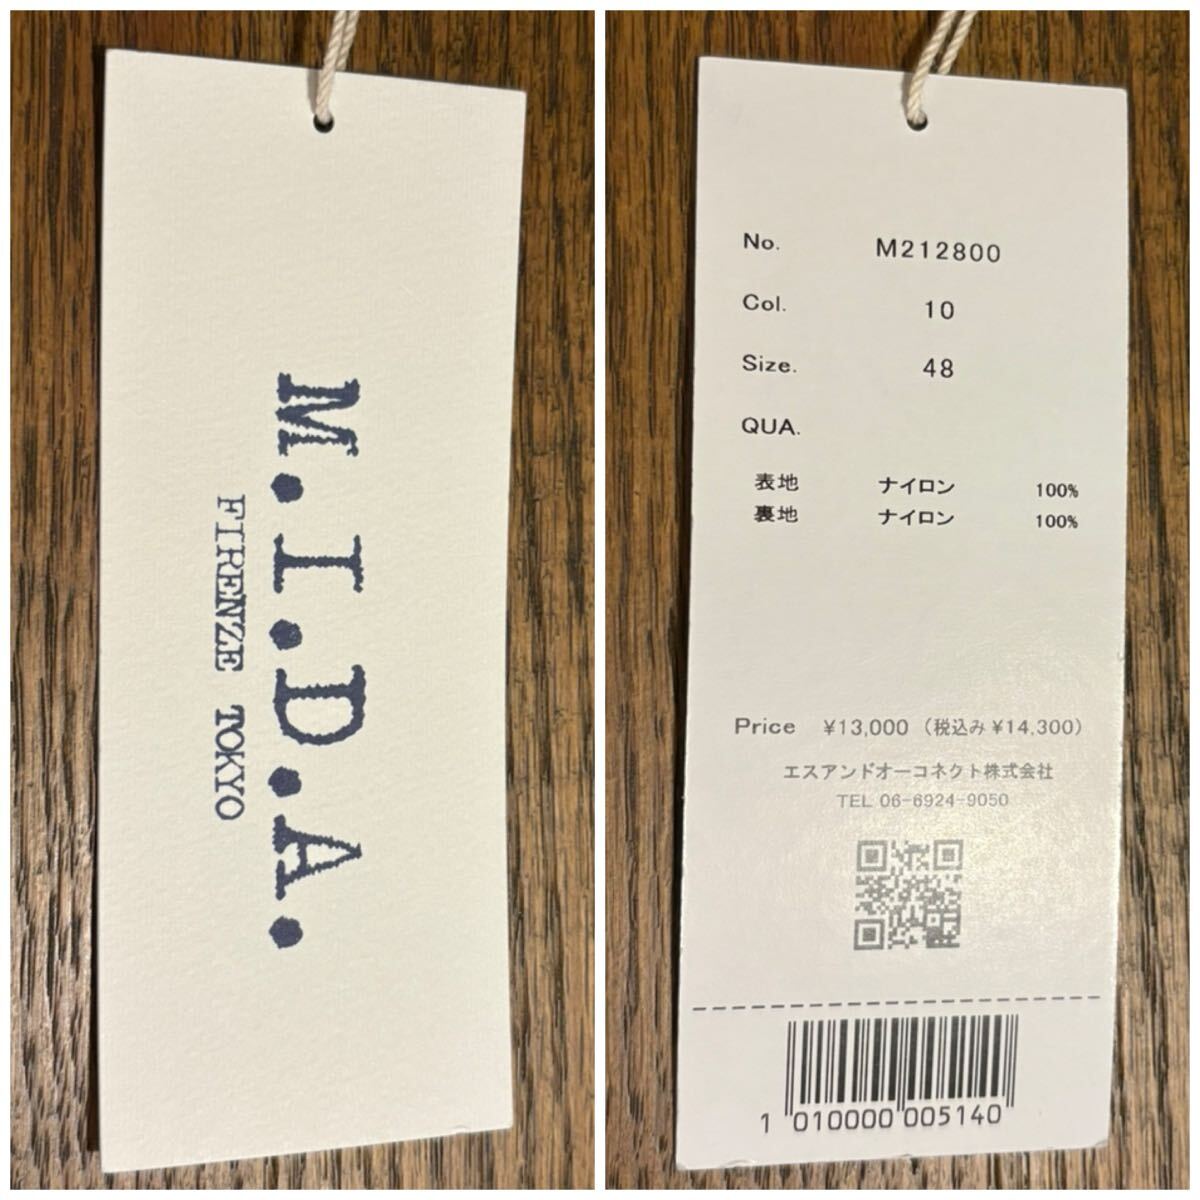 M.I.D.A.
FIRENZE TOKYO
No. M212800
Col. 10
Size. 48
QUA.
表地 ナイロン 100%
裏地 ナイロン 100%
Price ¥13,000（税込み¥14,300）
エスアンドオーコネクト株式会社
TEL 06-6924-9050
1 010000 005140